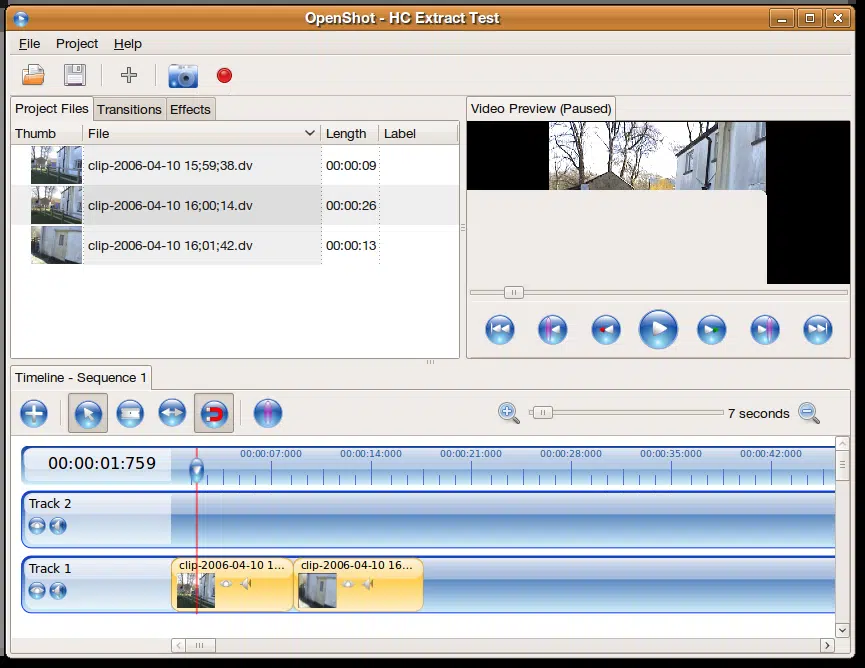 OpenShot - HC Extract Test
File Project Help
Project Files Transitions Effects
Thumb File Length Label
clip-2006-04-10 15;59;38.dv 00:00:09
clip-2006-04-10 16;00;14.dv 00:00:26
clip-2006-04-10 16;01;42.dv 00:00:13
Video Preview (Paused)
Timeline - Sequence 1
7 seconds
00:00:01:759
00:00:07:000 00:00:14:000 00:00:21:000 00:00:28:000 00:00:35:000 00:00:42:000
Track 2
Track 1
clip-2006-04-10 1... clip-2006-04-10 16...